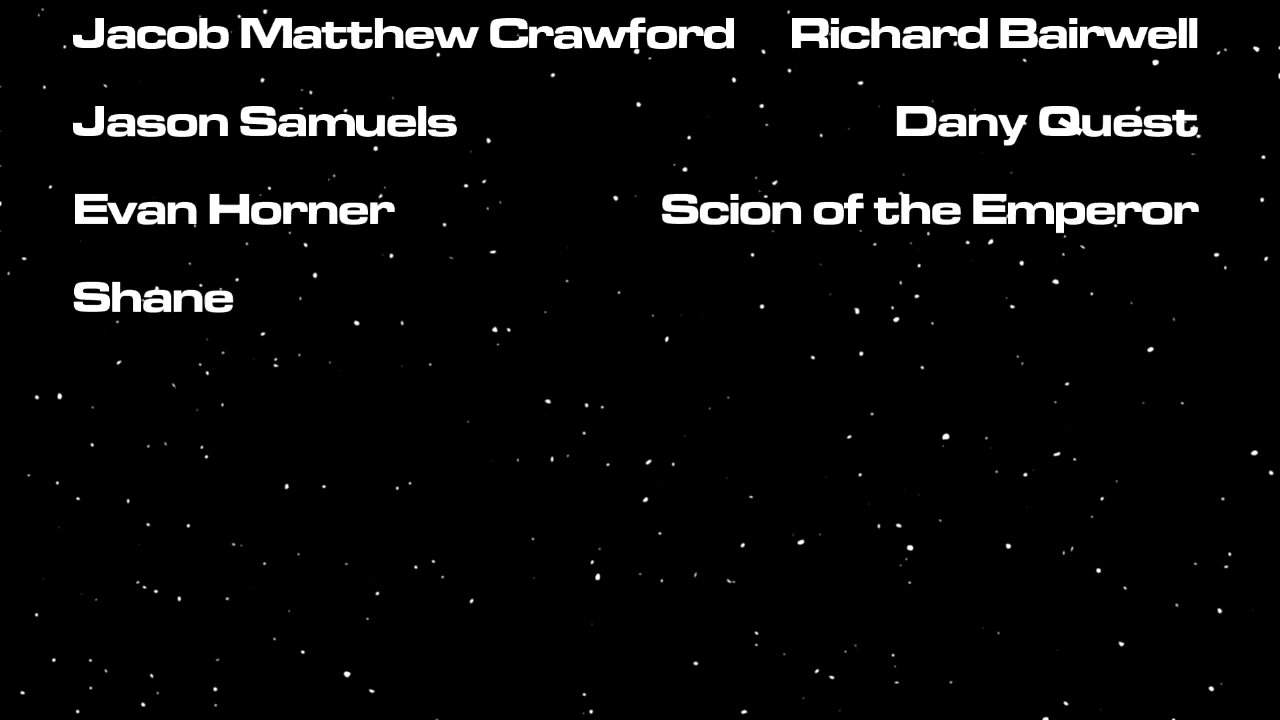 Jacob Matthew Crawford Richard Bairwell
Jason Samuels Dany Quest
Evan Horner Scion of the Emperor
Shane